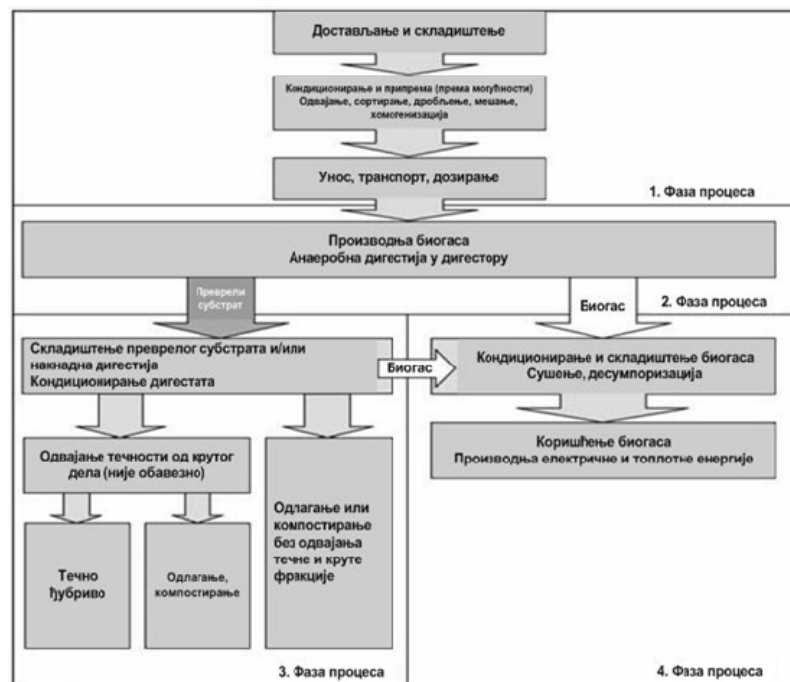 Достављање и складиштење
Кондиционирање и припрема (према могућности)
Одвајање, сортирање, дробљење, мешање,
хомогенизација
Унос, транспорт, дозирање
1. Фаза процеса
Производња биогаса
Анаеробна дигестија у дигестору
Преврели
субстрат
Биогас
2. Фаза процеса
Складиштење преврелог субстрата и/или
накнадна дигестија
Кондиционирање дигестата
Биогас
Кондиционирање и складиштење биогаса
Сушење, десумпоризација
Коришћење биогаса
Производња електричне и топлотне енергије
Одвајање течности од крутог
дела (није обавезно)
Одлагање или
компостирање
без одвајања
течне и круте
фракције
Течно
ђубриво
Одлагање,
компостирање
3. Фаза процеса
4. Фаза процеса